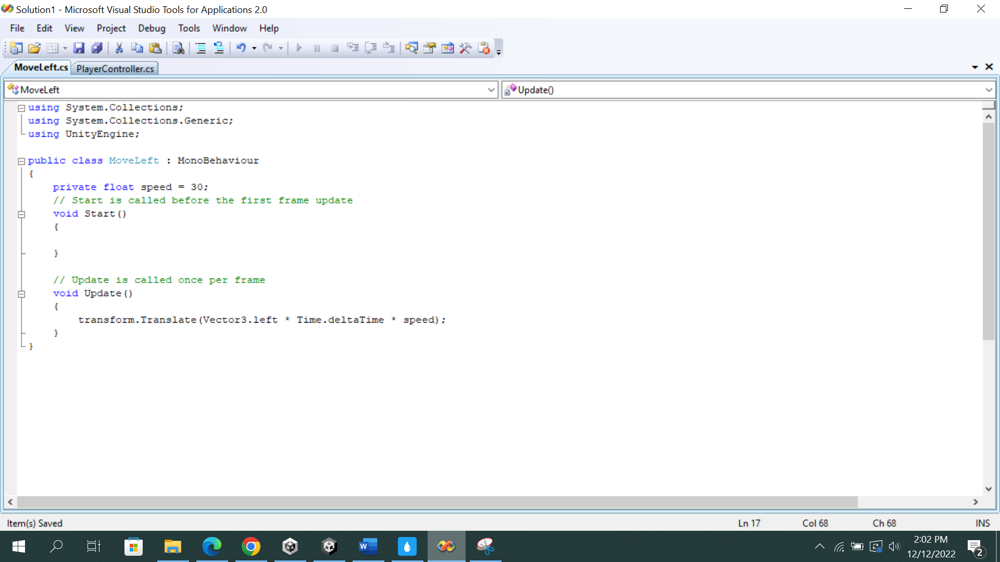 Solution1 - Microsoft Visual Studio Tools for Applications 2.0
File Edit View Project Debug Tools Window Help
MoveLeft.cs PlayerController.cs
MoveLeft Update()
using System.Collections;
using System.Collections.Generic;
using UnityEngine;
public class MoveLeft : MonoBehaviour
{
private float speed = 30;
// Start is called before the first frame update
void Start()
{
}
// Update is called once per frame
void Update()
{
transform.Translate(Vector3.left * Time.deltaTime * speed);
}
}
Item(s) Saved Ln 17 Col 68 Ch 68 INS
W
2:02 PM
12/12/2022
2